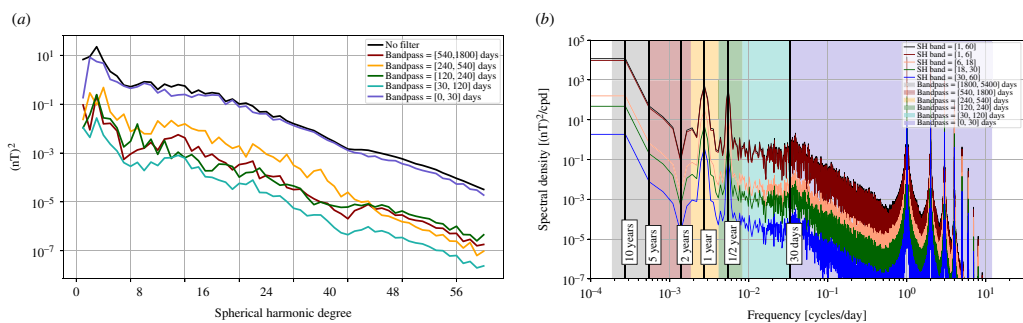 (a)
No filter
Bandpass = [540,1800] days
Bandpass = [240, 540] days
Bandpass = [120, 240] days
Bandpass = [30, 120] days
Bandpass = [0, 30] days
10^1
10^-1
10^-3
10^-5
10^-7
(nT)^2
0 8 16 24 32 40 48 56
Spherical harmonic degree
(b)
SH band = [1, 60]
SH band = [1, 6]
SH band = [6, 18]
SH band = [18, 30]
SH band = [30, 60]
Bandpass = [1800, 5400] days
Bandpass = [540, 1800] days
Bandpass = [240, 540] days
Bandpass = [120, 240] days
Bandpass = [30, 120] days
Bandpass = [0, 30] days
10^5
10^3
10^1
10^-1
10^-3
10^-5
10^-7
Spectral density [(nT)^2/cpd]
10 years
5 years
2 years
1 year
1/2 year
30 days
10^-4 10^-3 10^-2 10^-1 10^0 10^1
Frequency [cycles/day]